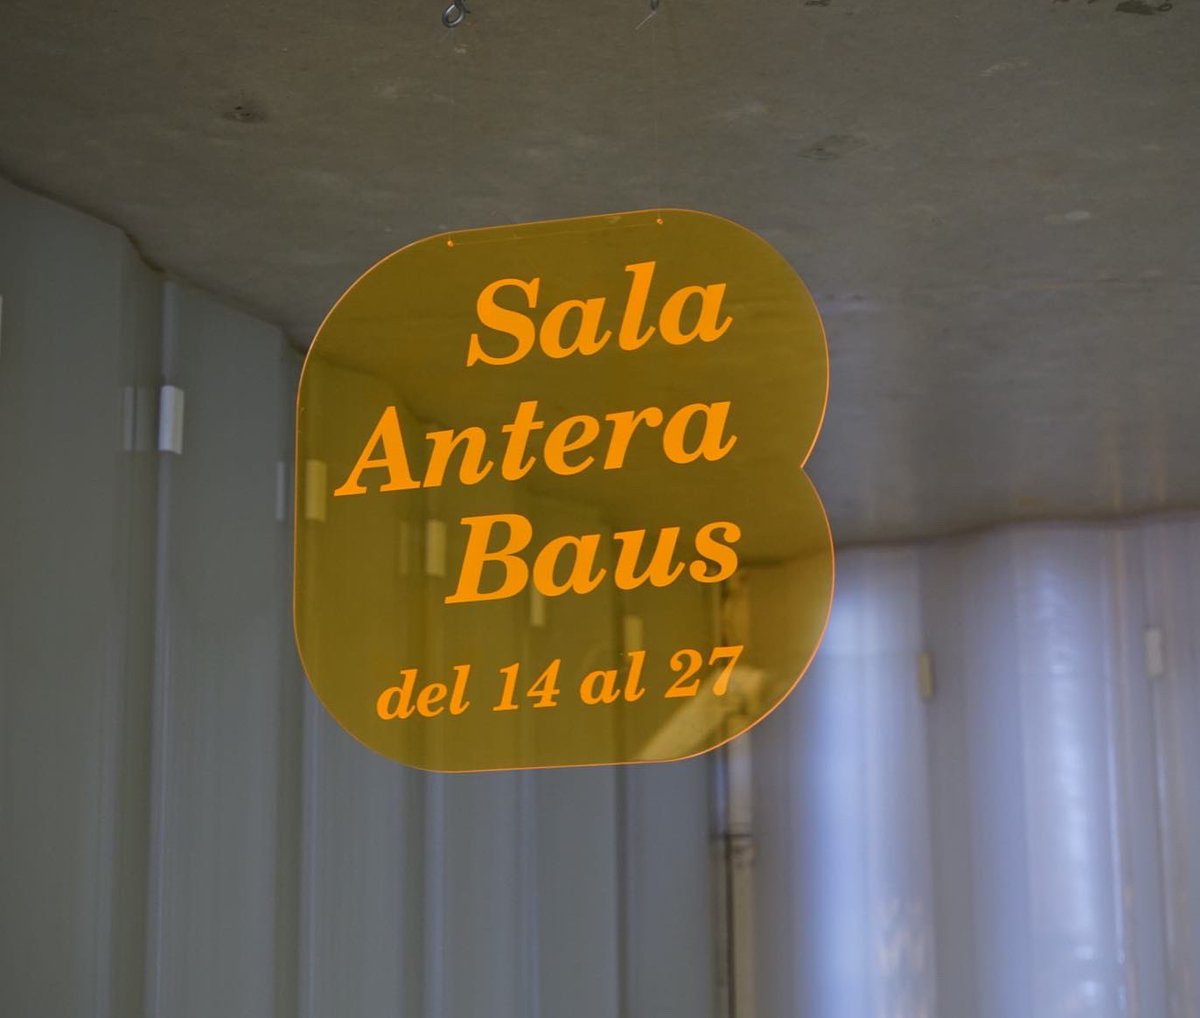 Sala
Antera
Baus
del 14 al 27